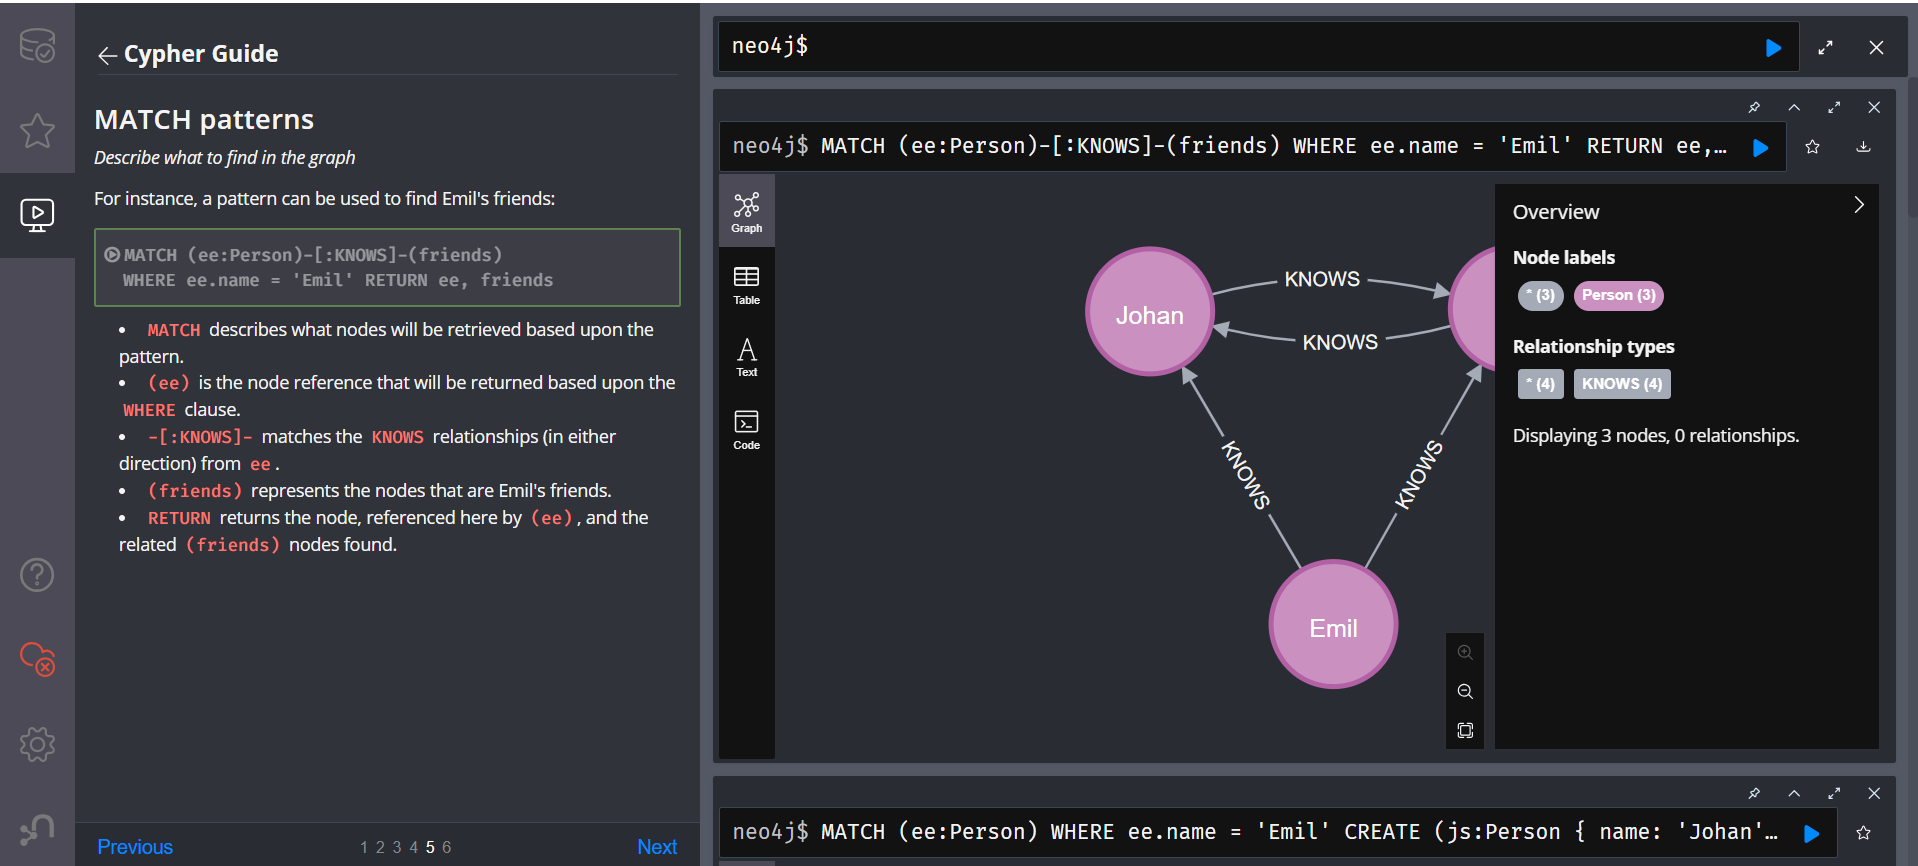 Cypher Guide
MATCH patterns
Describe what to find in the graph
For instance, a pattern can be used to find Emil's friends:
MATCH (ee:Person)-[:KNOWS]-(friends)
WHERE ee.name = 'Emil' RETURN ee, friends
• MATCH describes what nodes will be retrieved based upon the
pattern.
• (ee) is the node reference that will be returned based upon the
WHERE clause.
• -[:KNOWS]- matches the KNOWS relationships (in either
direction) from ee.
• (friends) represents the nodes that are Emil's friends.
• RETURN returns the node, referenced here by (ee), and the
related (friends) nodes found.
Previous 1 2 3 4 5 6 Next
neo4j$
neo4j$ MATCH (ee:Person)-[:KNOWS]-(friends) WHERE ee.name = 'Emil' RETURN ee,…
Graph
Table
Text
Code
Johan
KNOWS
KNOWS
KNOWS
KNOWS
Emil
Overview
Node labels
* (3) Person (3)
Relationship types
* (4) KNOWS (4)
Displaying 3 nodes, 0 relationships.
neo4j$ MATCH (ee:Person) WHERE ee.name = 'Emil' CREATE (js:Person { name: 'Johan'…